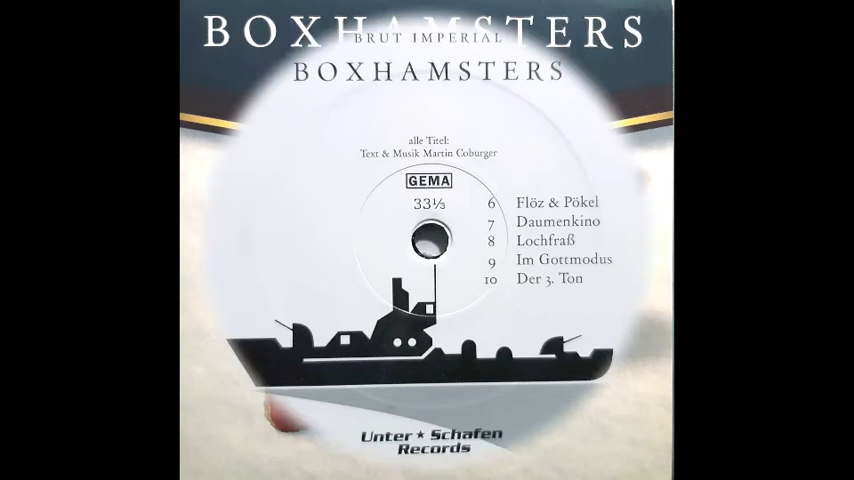 BOXHAMSTERS
BRUT IMPERIAL
BOXHAMSTERS
alle Titel:
Text & Musik Martin Coburger
GEMA
33⅓
6 Flöz & Pökel
7 Daumenkino
8 Lochfraß
9 Im Gottmodus
10 Der 3. Ton
Unter ★ Schafen
Records